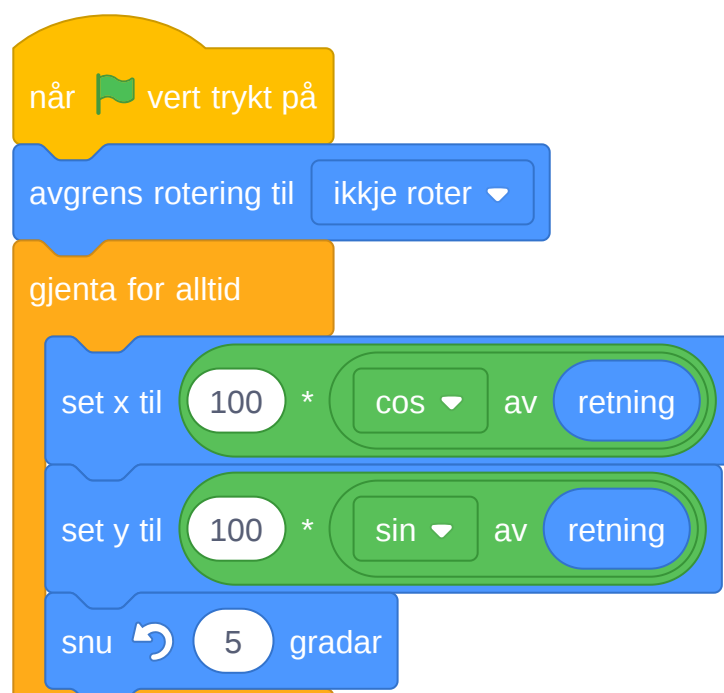 når vert trykt på
avgrens rotering til ikkje roter
gjenta for alltid
set x til 100 * cos av retning
set y til 100 * sin av retning
snu 5 gradar